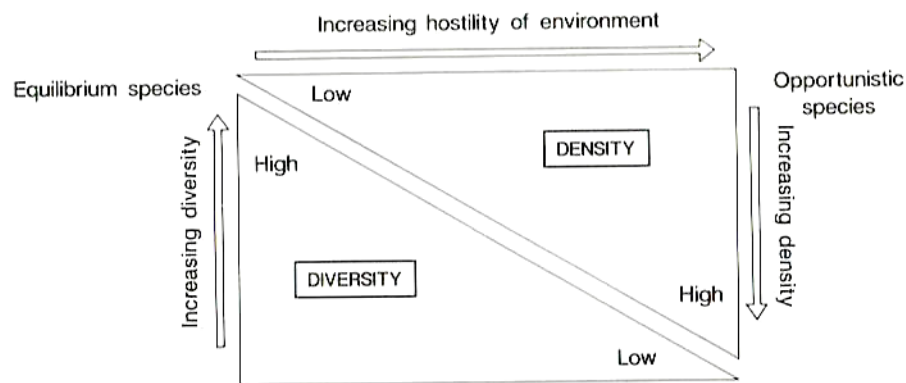 Increasing hostility of environment
Equilibrium species
Opportunistic
species
Low
High
DENSITY
Increasing diversity
Increasing density
DIVERSITY
High
Low